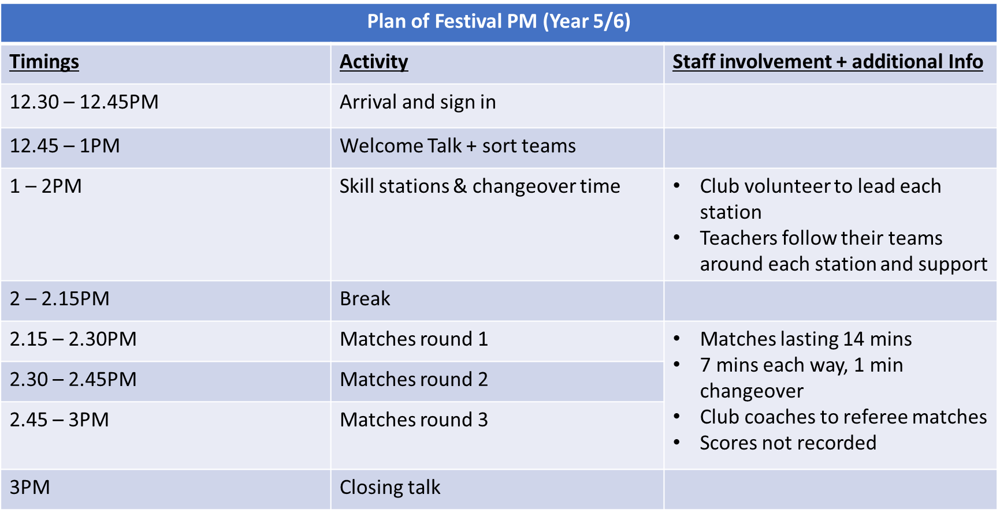 Plan of Festival PM (Year 5/6)
Timings
Activity
Staff involvement + additional Info
12.30 – 12.45PM
Arrival and sign in
12.45 – 1PM
Welcome Talk + sort teams
1 – 2PM
Skill stations & changeover time
• Club volunteer to lead each
station
• Teachers follow their teams
around each station and support
2 – 2.15PM
Break
2.15 – 2.30PM
Matches round 1
2.30 – 2.45PM
Matches round 2
2.45 – 3PM
Matches round 3
• Matches lasting 14 mins
• 7 mins each way, 1 min
changeover
• Club coaches to referee matches
• Scores not recorded
3PM
Closing talk